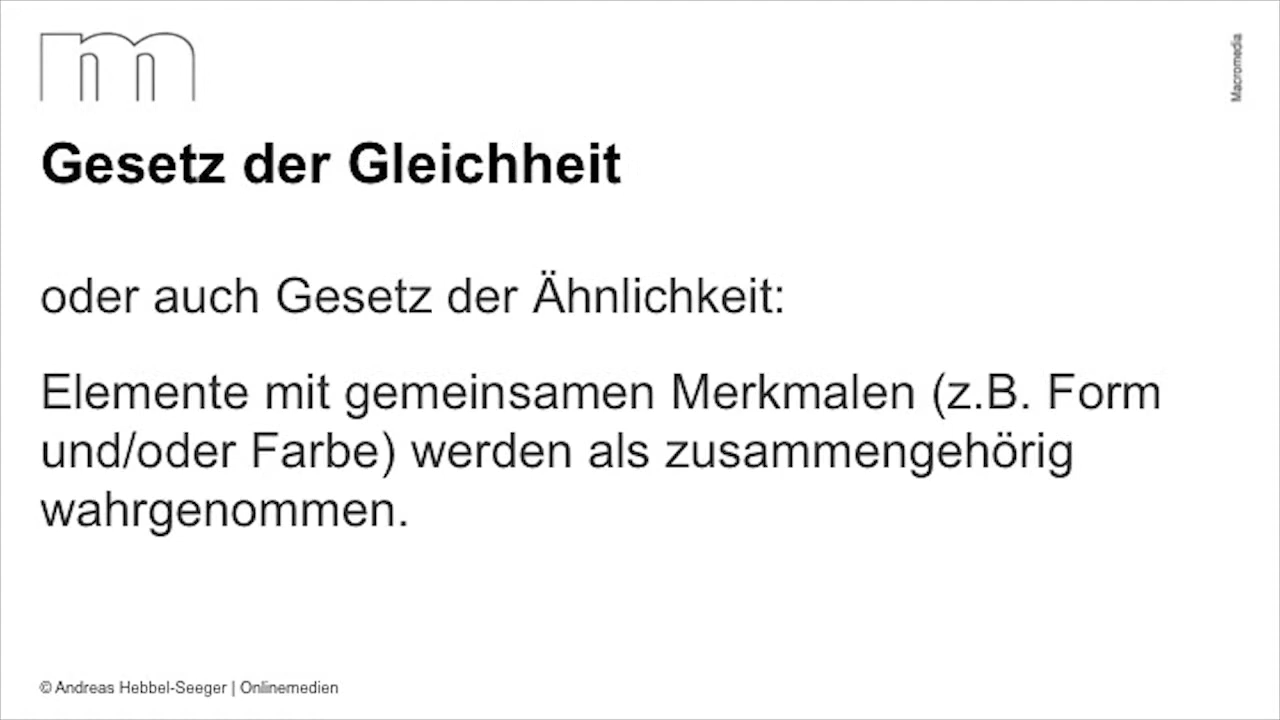 m
Macromedia
Gesetz der Gleichheit
oder auch Gesetz der Ähnlichkeit:
Elemente mit gemeinsamen Merkmalen (z.B. Form
und/oder Farbe) werden als zusammengehörig
wahrgenommen.
© Andreas Hebbel-Seeger | Onlinemedien